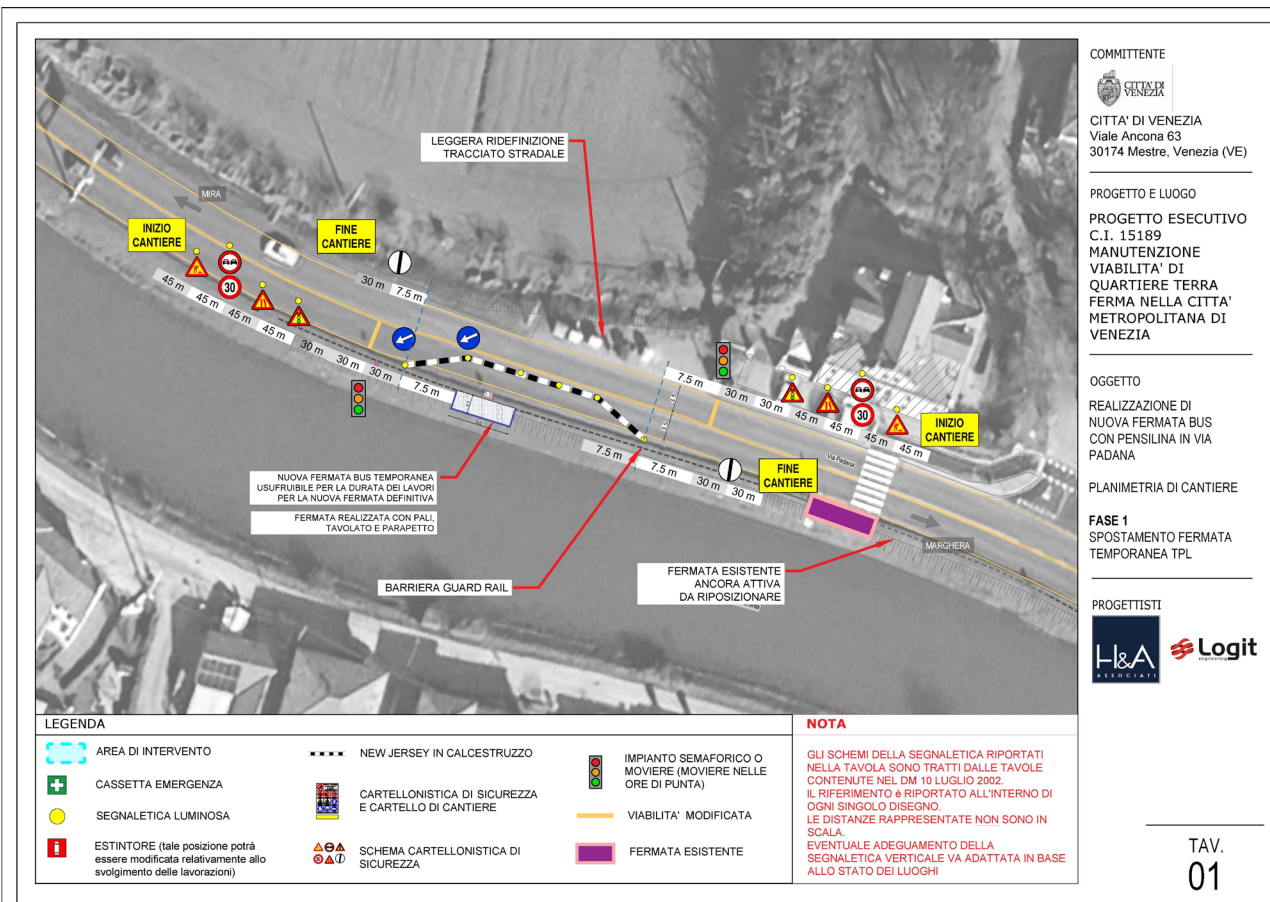 LEGGERA RIDEFINIZIONE
TRACCIATO STRADALE
MIRA
INIZIO
CANTIERE
FINE
CANTIERE
30
45 m
45 m
45 m
45 m
30 m
30 m
30 m
7.5 m
30 m
7.5 m
7.5 m
30 m
30 m
45 m
45 m
45 m
45 m
30
INIZIO
CANTIERE
7.5 m
7.5 m
30 m
30 m
Via Padana
FINE
CANTIERE
MARGHERA
NUOVA FERMATA BUS TEMPORANEA
USUFRUIBILE PER LA DURATA DEI LAVORI
PER LA NUOVA FERMATA DEFINITIVA
FERMATA REALIZZATA CON PALI,
TAVOLATO E PARAPETTO
BARRIERA GUARD RAIL
FERMATA ESISTENTE
ANCORA ATTIVA
DA RIPOSIZIONARE
LEGENDA
AREA DI INTERVENTO
CASSETTA EMERGENZA
SEGNALETICA LUMINOSA
ESTINTORE (tale posizione potrà
essere modificata relativamente allo
svolgimento delle lavorazioni)
NEW JERSEY IN CALCESTRUZZO
CARTELLONISTICA DI SICUREZZA
E CARTELLO DI CANTIERE
SCHEMA CARTELLONISTICA DI
SICUREZZA
IMPIANTO SEMAFORICO O
MOVIERE (MOVIERE NELLE
ORE DI PUNTA)
VIABILITA' MODIFICATA
FERMATA ESISTENTE
NOTA
GLI SCHEMI DELLA SEGNALETICA RIPORTATI
NELLA TAVOLA SONO TRATTI DALLE TAVOLE
CONTENUTE NEL DM 10 LUGLIO 2002.
IL RIFERIMENTO é RIPORTATO ALL'INTERNO DI
OGNI SINGOLO DISEGNO.
LE DISTANZE RAPPRESENTATE NON SONO IN
SCALA.
EVENTUALE ADEGUAMENTO DELLA
SEGNALETICA VERTICALE VA ADATTATA IN BASE
ALLO STATO DEI LUOGHI
COMMITTENTE
CITTA' DI
VENEZIA
CITTA' DI VENEZIA
Viale Ancona 63
30174 Mestre, Venezia (VE)
PROGETTO E LUOGO
PROGETTO ESECUTIVO
C.I. 15189
MANUTENZIONE
VIABILITA' DI
QUARTIERE TERRA
FERMA NELLA CITTA'
METROPOLITANA DI
VENEZIA
OGGETTO
REALIZZAZIONE DI
NUOVA FERMATA BUS
CON PENSILINA IN VIA
PADANA
PLANIMETRIA DI CANTIERE
FASE 1
SPOSTAMENTO FERMATA
TEMPORANEA TPL
PROGETTISTI
H&A
ASSOCIATI
Logit
engineering
TAV.
01